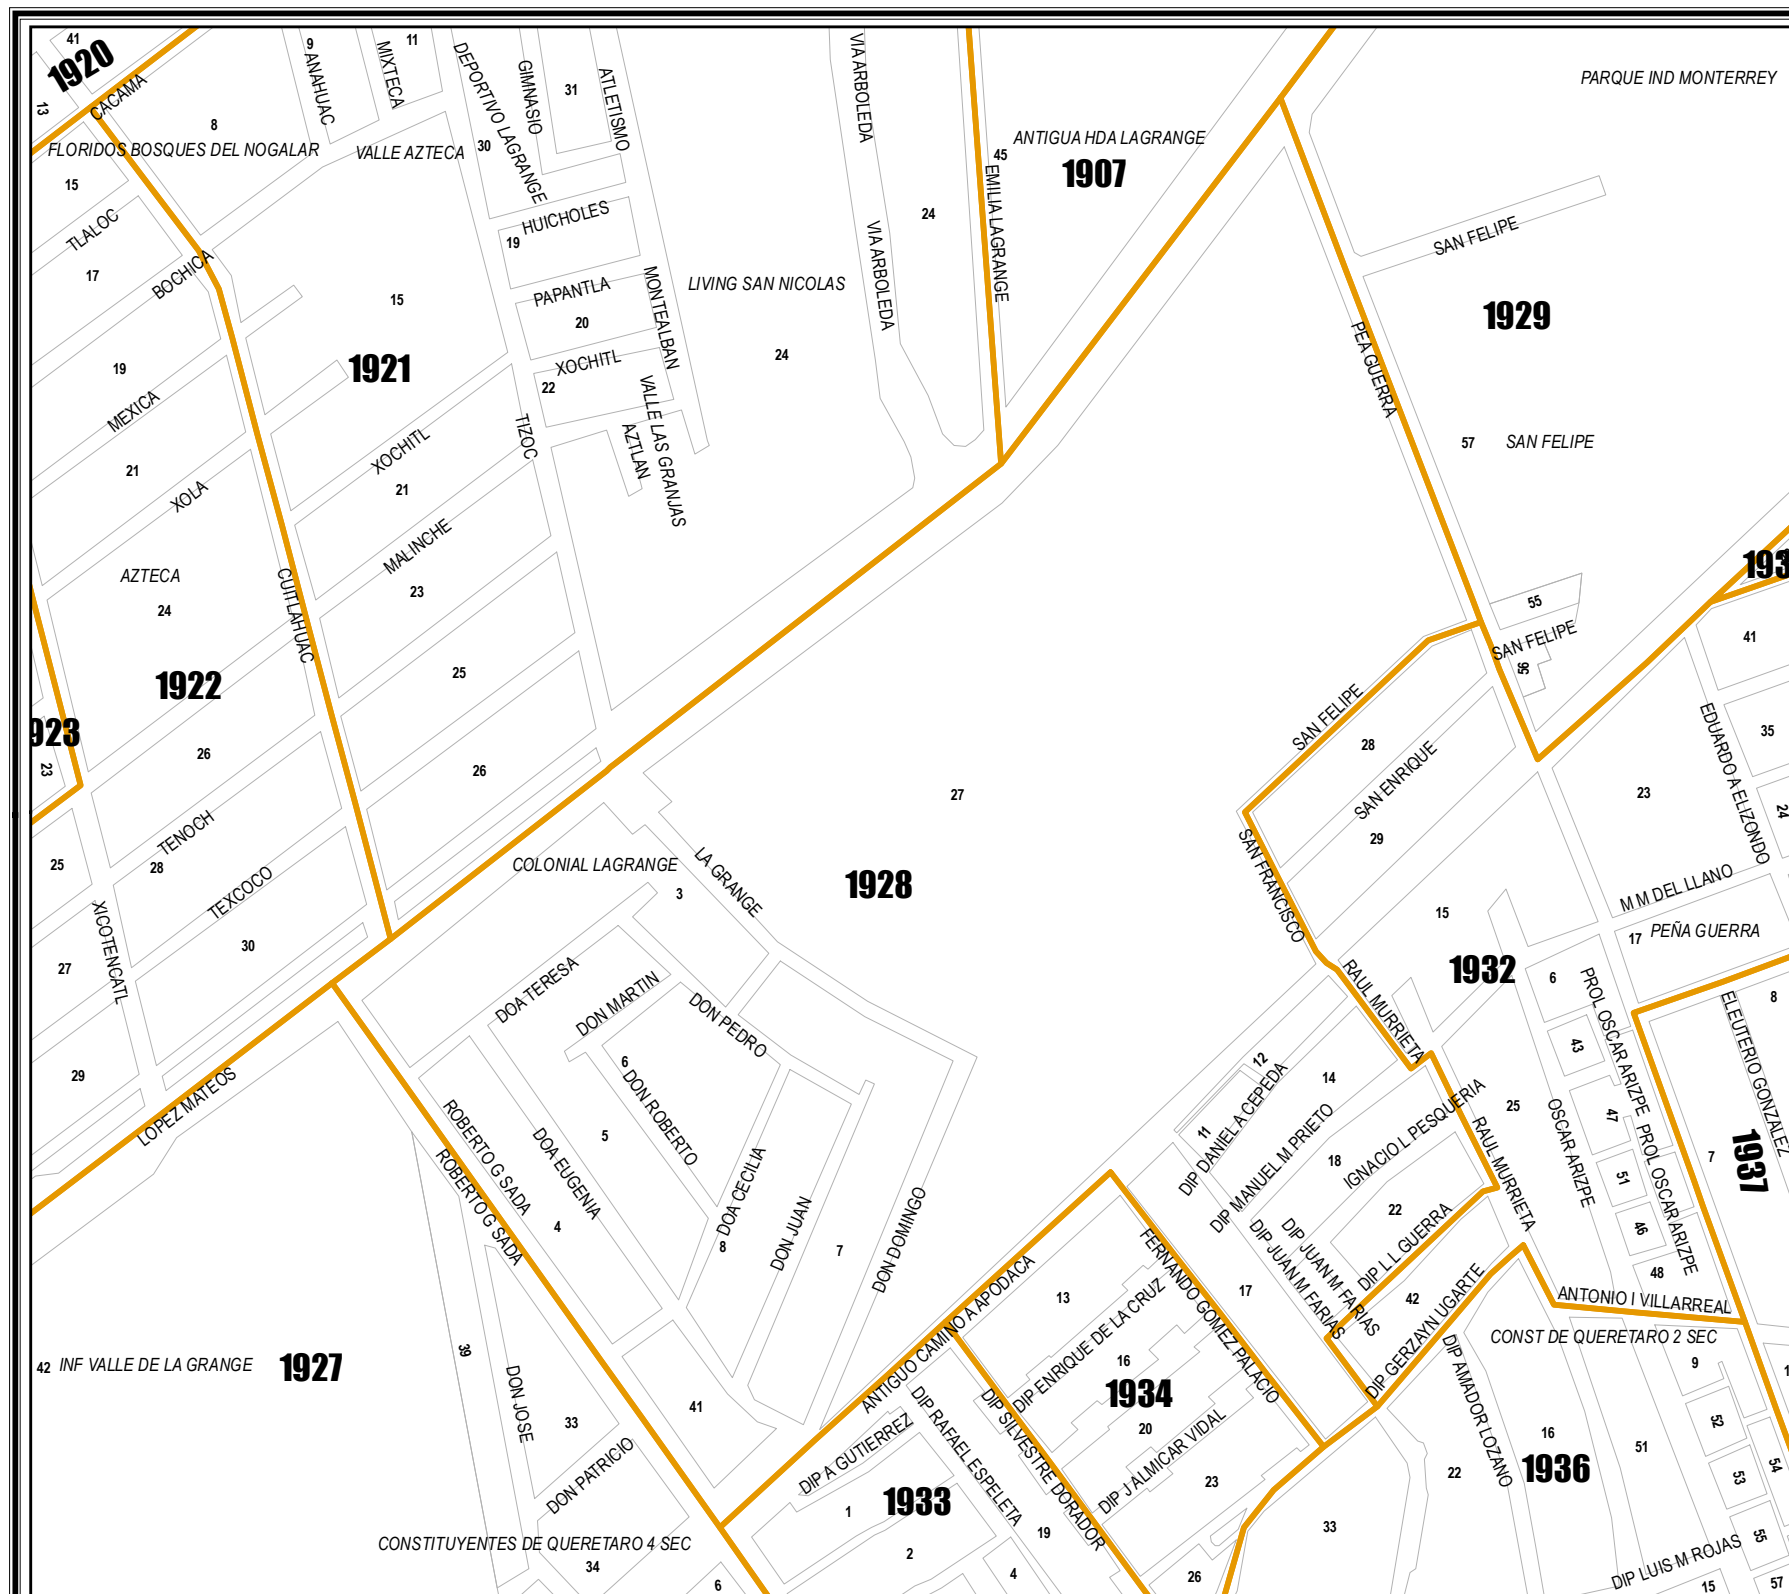 41
1920
CACAMA
13
9
ANAHUAC
MIXTECA
11
DEPORTIVO LAGRANGE
GIMNASIO
31
ATLETISMO
VIA ARBOLEDA
PARQUE IND MONTERREY
8
30
45
ANTIGUA HDA LAGRANGE
1907
FLORIDOS BOSQUES DEL NOGALAR
VALLE AZTECA
15
TLALOC
HUICHOLES
19
24
EMILIA LAGRANGE
VIA ARBOLEDA
SAN FELIPE
17
BOCHICA
15
PAPANTLA
MONTEALBAN
LIVING SAN NICOLAS
20
1929
PEA GUERRA
19
1921
XOCHITL
24
22
MEXICA
VALLE LAS GRANJAS
TIZOC
AZTLAN
XOCHITL
57
SAN FELIPE
21
XOLA
21
MALINCHE
AZTECA
24
CUITLAHUAC
23
193
55
SAN FELIPE
56
41
1922
25
SAN FELIPE
EDUARDO A ELIZONDO
35
923
23
26
26
28
SAN ENRIQUE
27
23
24
TENOCH
29
25
28
COLONIAL LAGRANGE
LA GRANGE
SAN FRANCISCO
TEXCOCO
3
1928
M M DEL LLANO
XICOTENCATL
30
15
17
PEÑA GUERRA
27
DOA TERESA
DON MARTIN
DON PEDRO
RAUL MURRIETA
1932
6
PROL OSCAR ARIZPE
8
ELEUTERIO GONZALEZ
29
LOPEZ MATEOS
6
DON ROBERTO
12
43
14
DIP DANIEL A CEPEDA
11
ROBERTO G SADA
ROBERTO G SADA
DOA EUGENIA
5
DIP MANUEL M PRIETO
IGNACIO L PESQUERIA
25
OSCAR ARIZPE
47
RAUL MURRIETA
PROL OSCAR ARIZPE
7
1937
18
51
DOA CECILIA
8
DON JUAN
7
DON DOMINGO
4
22
46
DIP JUAN M FARIAS
DIP JUAN M FARIAS
DIP L L GUERRA
FERNANDO GOMEZ PALACIO
48
ANTIGUO CAMINO A APODACA
13
17
42
ANTONIO I VILLARREAL
DIP ENRIQUE DE LA CRUZ
DIP GERZAYN UGARTE
CONST DE QUERETARO 2 SEC
42
INF VALLE DE LA GRANGE
1927
39
DON JOSE
16
1934
DIP AMADOR LOZANO
9
1
41
DIP RAFAEL ESPELETA
DIP SILVESTRE DORADOR
33
20
16
52
DIP A GUTIERREZ
DON PATRICIO
DIP J ALMICAR VIDAL
22
1936
51
54
53
1
1933
23
CONSTITUYENTES DE QUERETARO 4 SEC
19
33
55
34
2
DIP LUIS M ROJAS
6
4
26
15
57